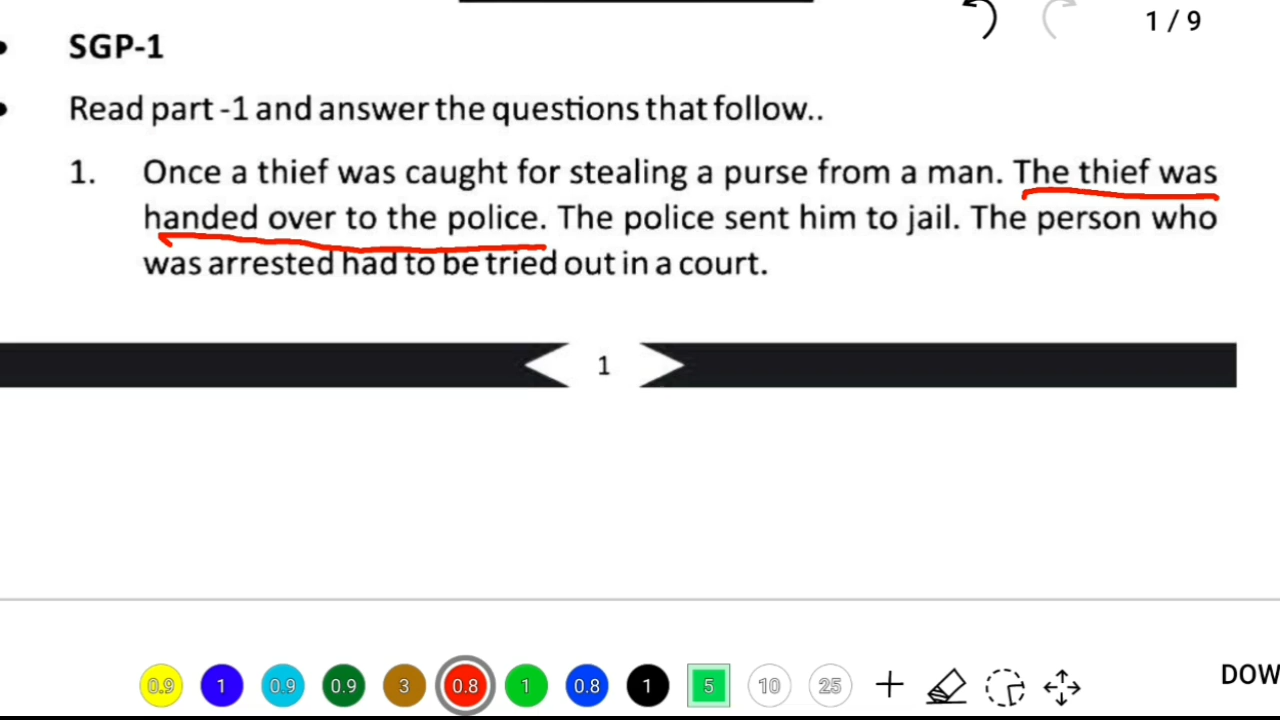 1 / 9
SGP-1
Read part -1 and answer the questions that follow..
1. Once a thief was caught for stealing a purse from a man. The thief was
handed over to the police. The police sent him to jail. The person who
was arrested had to be tried out in a court.
1
0.9 1 0.9 0.9 3 0.8 1 0.8 1 5 10 25
DOW